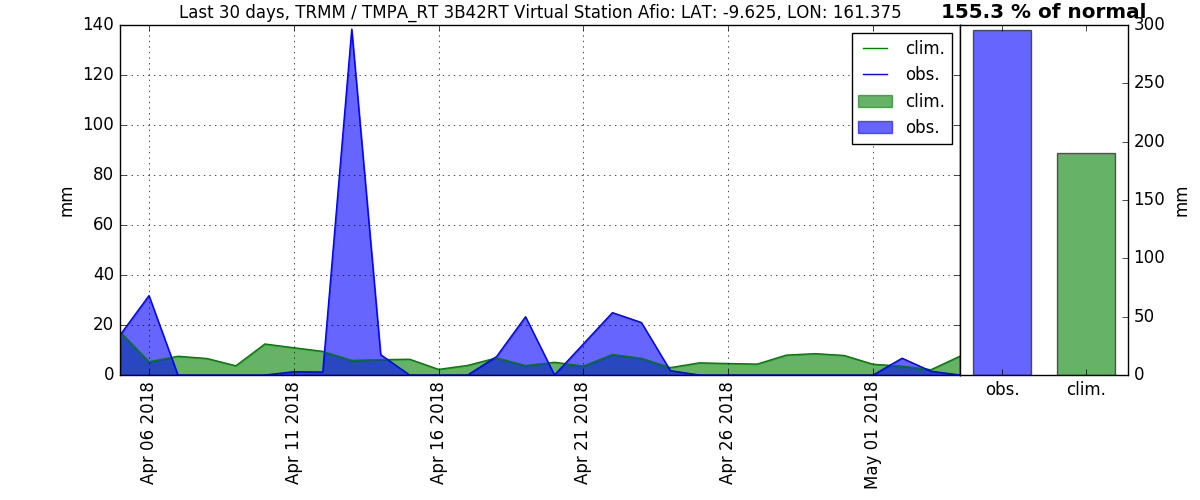 Last 30 days, TRMM / TMPA_RT 3B42RT Virtual Station Afio: LAT: -9.625, LON: 161.375
155.3 % of normal
140
120
100
80
60
40
20
0
mm
clim.
obs.
clim.
obs.
Apr 06 2018
Apr 11 2018
Apr 16 2018
Apr 21 2018
Apr 26 2018
May 01 2018
300
250
200
150
100
50
0
mm
obs.
clim.